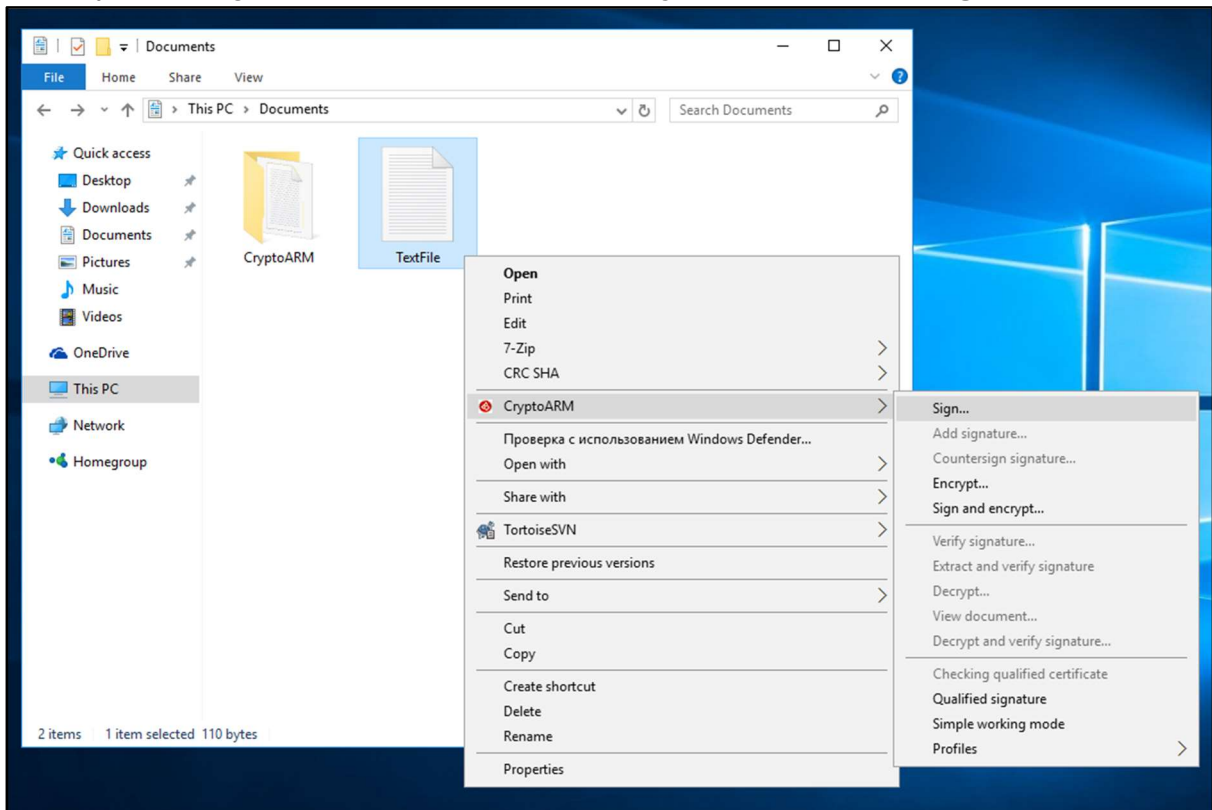 Documents
File Home Share View
This PC > Documents
Search Documents
Quick access
Desktop
Downloads
Documents
Pictures
Music
Videos
OneDrive
This PC
Network
Homegroup
CryptoARM
TextFile
2 items 1 item selected 110 bytes
Open
Print
Edit
7-Zip
CRC SHA
CryptoARM
Проверка с использованием Windows Defender...
Open with
Share with
TortoiseSVN
Restore previous versions
Send to
Cut
Copy
Create shortcut
Delete
Rename
Properties
Sign...
Add signature...
Countersign signature...
Encrypt...
Sign and encrypt...
Verify signature...
Extract and verify signature
Decrypt...
View document...
Decrypt and verify signature...
Checking qualified certificate
Qualified signature
Simple working mode
Profiles